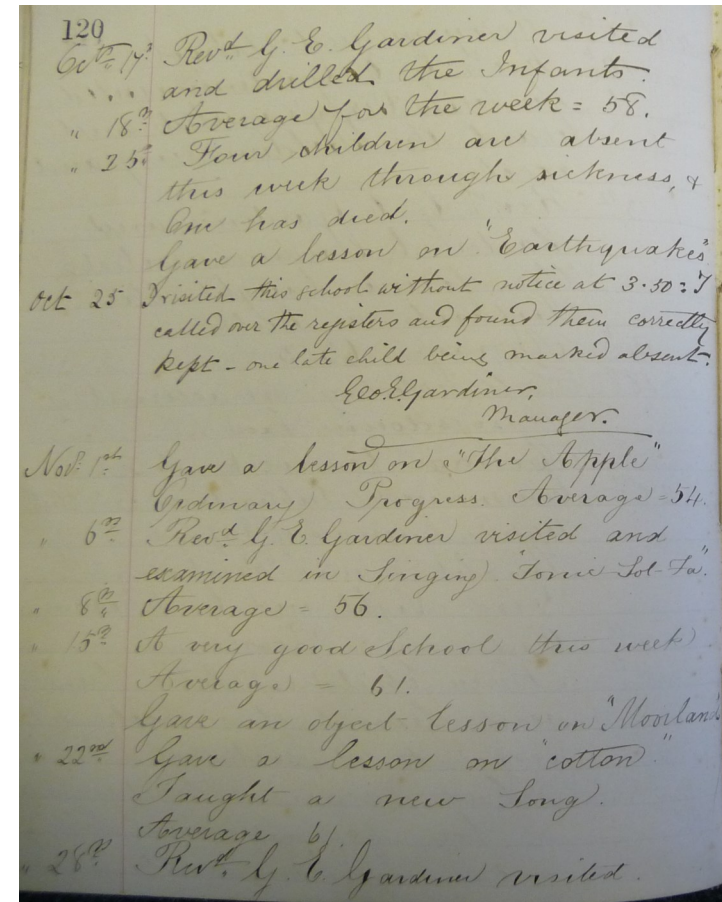 120
Octr 17th Revd G. E. Gardiner visited
and drilled the Infants.
" 18th Average for the week = 58.
" 25th Four children are absent
this week through sickness, &
One has died.
Gave a lesson on "Earthquakes"
Oct 25 I visited this school without notice at 3.50: I
called over the registers and found them correctly
kept - one late child being marked absent.
Geo. E. Gardiner,
Manager.
Novr. 1st Gave a lesson on "The Apple"
Ordinary Progress. Average = 54.
" 6th Revd G. E. Gardiner visited and
examined in Singing "Tonic Sol-Fa".
" 8th Average = 56.
" 15th A very good School this week
Average = 61.
Gave an object lesson on "Moorland
" 22nd Gave a lesson on "cotton"
Taught a new Song.
Average 61
" 28th Revd. G. E. Gardiner visited.